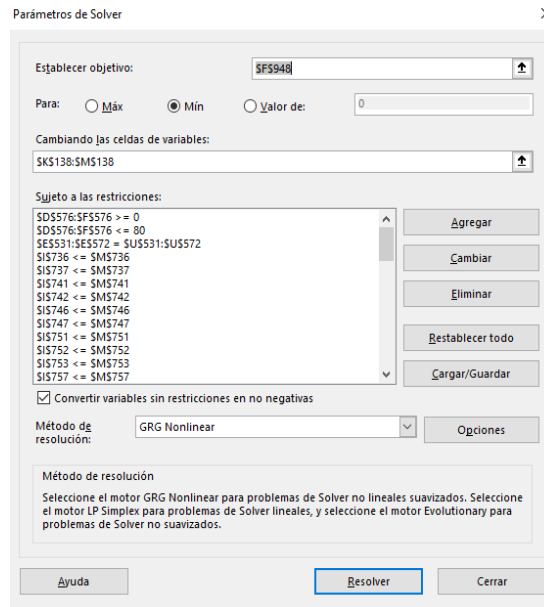 Parámetros de Solver
Establecer objetivo:
$F$948
Para:
Máx
Mín
Valor de:
0
Cambiando las celdas de variables:
$K$138:$M$138
Sujeto a las restricciones:
$D$576:$F$576 >= 0
$D$576:$F$576 <= 80
$E$531:$E$572 = $U$531:$U$572
$I$736 <= $M$736
$I$737 <= $M$737
$I$741 <= $M$741
$I$742 <= $M$742
$I$746 <= $M$746
$I$747 <= $M$747
$I$751 <= $M$751
$I$752 <= $M$752
$I$753 <= $M$753
$I$757 <= $M$757
Agregar
Cambiar
Eliminar
Restablecer todo
Cargar/Guardar
Convertir variables sin restricciones en no negativas
Método de
resolución:
GRG Nonlinear
Opciones
Método de resolución
Seleccione el motor GRG Nonlinear para problemas de Solver no lineales suavizados. Seleccione
el motor LP Simplex para problemas de Solver lineales, y seleccione el motor Evolutionary para
problemas de Solver no suavizados.
Ayuda
Resolver
Cerrar